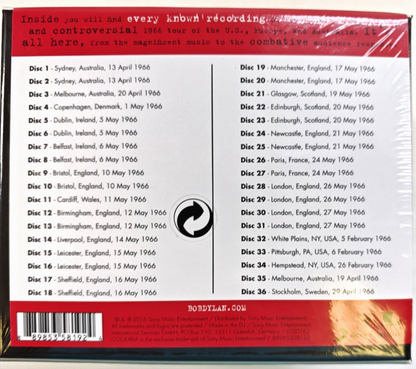 Inside you will find every known recording
and controversial 1966 tour of the U.S., Europe, and Australia. It
all here, from the magnificent music to the combative audience
Disc 1 - Sydney, Australia, 13 April 1966
Disc 2 - Sydney, Australia, 13 April 1966
Disc 3 - Melbourne, Australia, 20 April 1966
Disc 4 - Copenhagen, Denmark, 1 May 1966
Disc 5 - Dublin, Ireland, 5 May 1966
Disc 6 - Dublin, Ireland, 5 May 1966
Disc 7 - Belfast, Ireland, 6 May 1966
Disc 8 - Belfast, Ireland, 6 May 1966
Disc 9 - Bristol, England, 10 May 1966
Disc 10 - Bristol, England, 10 May 1966
Disc 11 - Cardiff, Wales, 11 May 1966
Disc 12 - Birmingham, England, 12 May 1966
Disc 13 - Birmingham, England, 12 May 1966
Disc 14 - Liverpool, England, 14 May 1966
Disc 15 - Leicester, England, 15 May 1966
Disc 16 - Leicester, England, 15 May 1966
Disc 17 - Sheffield, England, 16 May 1966
Disc 18 - Sheffield, England, 16 May 1966
Disc 19 - Manchester, England, 17 May 1966
Disc 20 - Manchester, England, 17 May 1966
Disc 21 - Glasgow, Scotland, 19 May 1966
Disc 22 - Edinburgh, Scotland, 20 May 1966
Disc 23 - Edinburgh, Scotland, 20 May 1966
Disc 24 - Newcastle, England, 21 May 1966
Disc 25 - Newcastle, England, 21 May 1966
Disc 26 - Paris, France, 24 May 1966
Disc 27 - Paris, France, 24 May 1966
Disc 28 - London, England, 26 May 1966
Disc 29 - London, England, 26 May 1966
Disc 30 - London, England, 27 May 1966
Disc 31 - London, England, 27 May 1966
Disc 32 - White Plains, NY, USA, 5 February 1966
Disc 33 - Pittsburgh, PA, USA, 6 February 1966
Disc 34 - Hempstead, NY, USA, 26 February 1966
Disc 35 - Melbourne, Australia, 19 April 1966
Disc 36 - Stockholm, Sweden, 29 April 1966
BOBDYLAN.COM
8 89853 58192 6